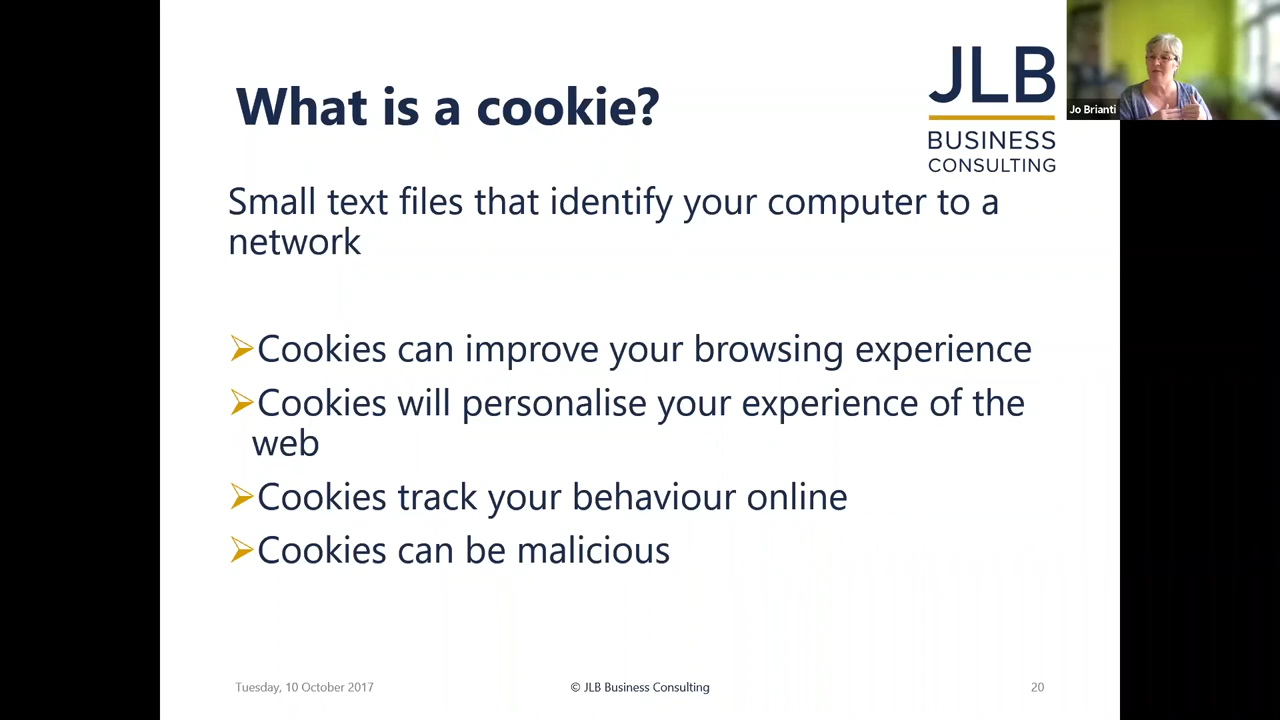 What is a cookie?
JLB
BUSINESS
CONSULTING
Jo Brianti
Small text files that identify your computer to a
network
Cookies can improve your browsing experience
Cookies will personalise your experience of the
web
Cookies track your behaviour online
Cookies can be malicious
Tuesday, 10 October 2017
© JLB Business Consulting
20